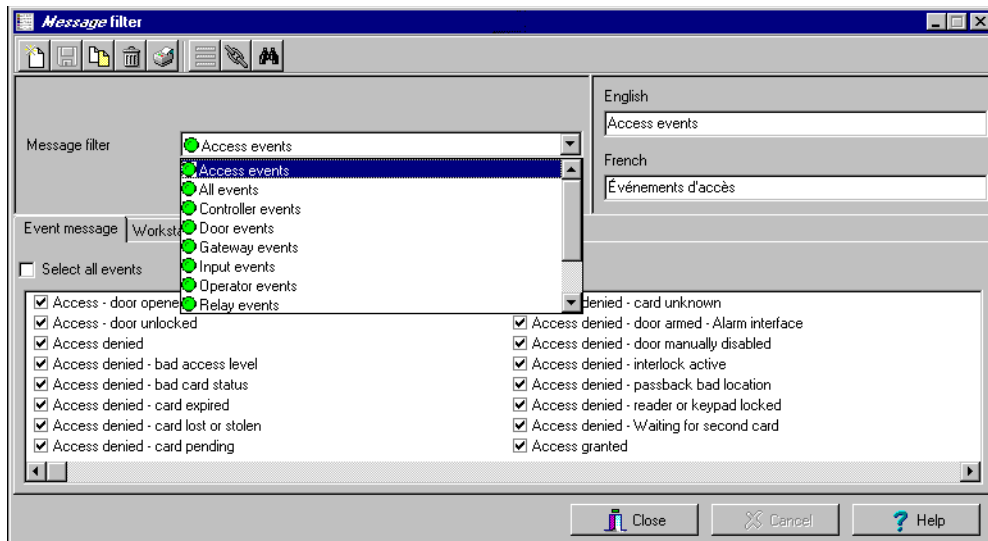 Message filter
English
Access events
Message filter
Access events
French
Événements d'accès
Access events
All events
Controller events
Door events
Gateway events
Input events
Operator events
Relay events
Event message
Select all events
Access - door
Access - door unlocked
Access denied
Access denied - bad access level
Access denied - bad card status
Access denied - card expired
Access denied - card lost or stolen
Access denied - card pending
denied - card unknown
Access denied - door armed - Alarm interface
Access denied - door manually disabled
Access denied - interlock active
Access denied - passback bad location
Access denied - reader or keypad locked
Access denied - Waiting for second card
Access granted
Close
Cancel
Help